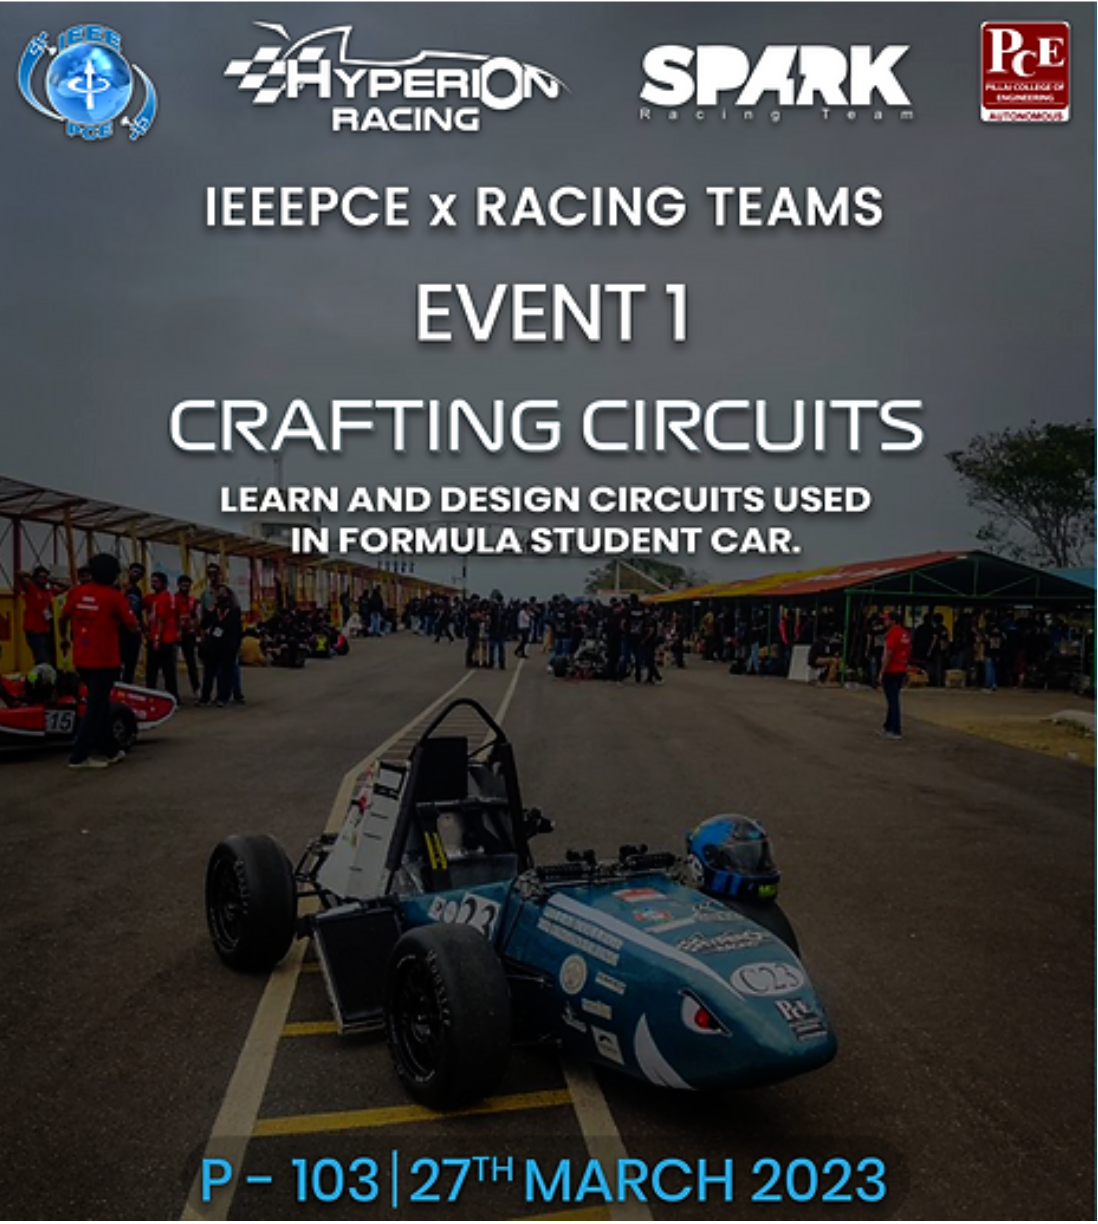 IEEE
PCE
HYPERION
RACING
SPARK
Racing Team
PCE
PILLAI COLLEGE OF
ENGINEERING
AUTONOMOUS
IEEEPCE x RACING TEAMS
EVENT 1
CRAFTING CIRCUITS
LEARN AND DESIGN CIRCUITS USED
IN FORMULA STUDENT CAR.
15
C23
PCE
P - 103 | 27TH MARCH 2023